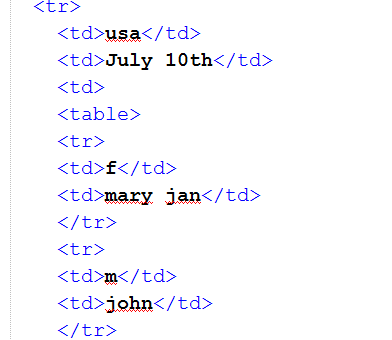 <tr>
<td>usa</td>
<td>July 10th</td>
<td>
<table>
<tr>
<td>f</td>
<td>mary jan</td>
</tr>
<tr>
<td>m</td>
<td>john</td>
</tr>